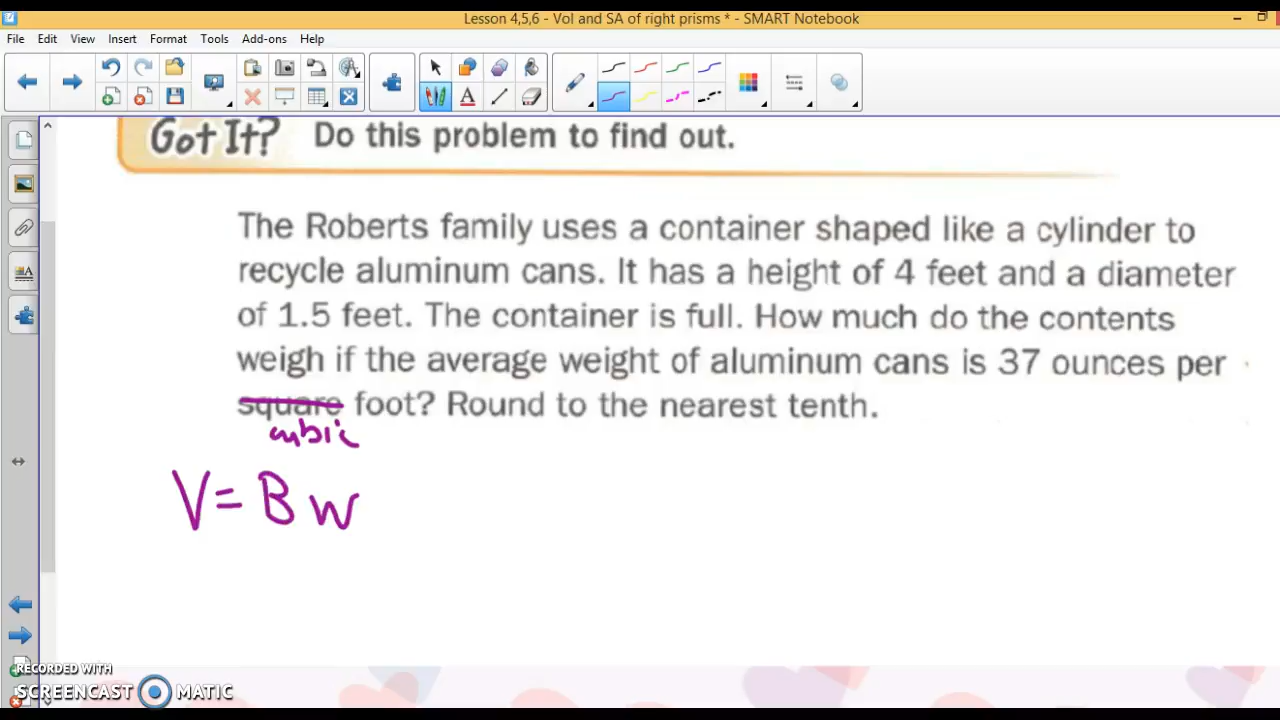 Lesson 4,5,6 - Vol and SA of right prisms * - SMART Notebook
File Edit View Insert Format Tools Add-ons Help
Got It? Do this problem to find out.
The Roberts family uses a container shaped like a cylinder to
recycle aluminum cans. It has a height of 4 feet and a diameter
of 1.5 feet. The container is full. How much do the contents
weigh if the average weight of aluminum cans is 37 ounces per
square foot? Round to the nearest tenth.
cubic
V = B w
RECORDED WITH
SCREENCAST MATIC